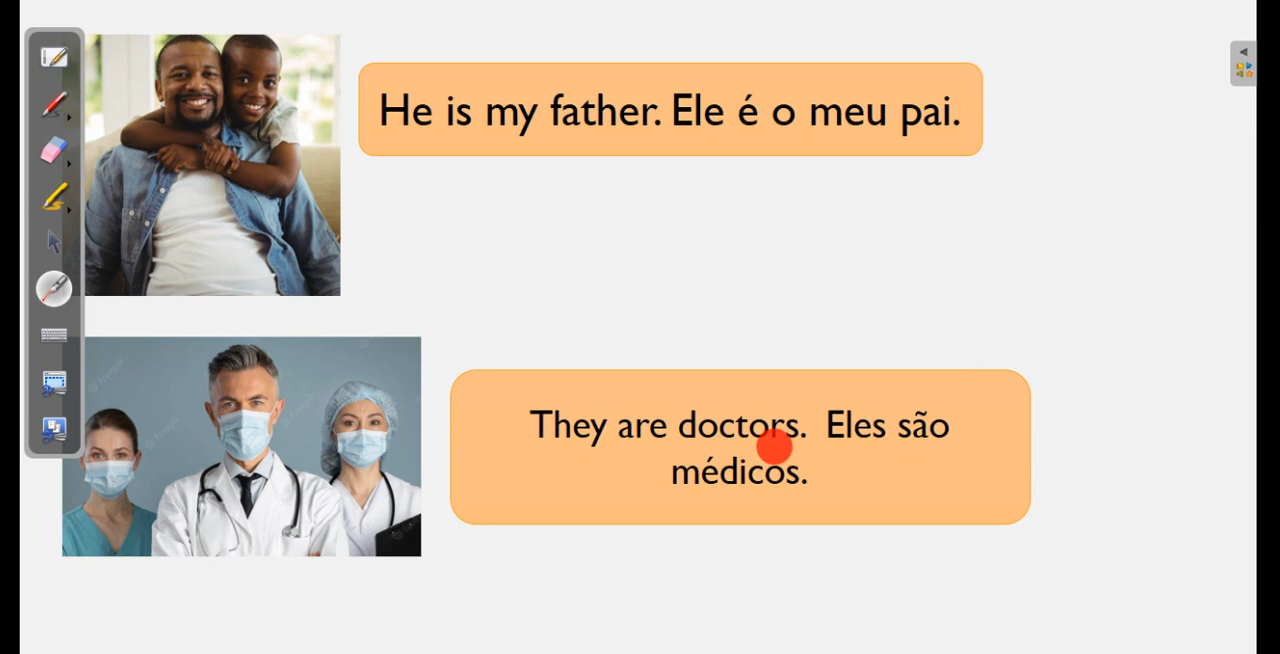 He is my father. Ele é o meu pai.
They are doctors. Eles são
médicos.